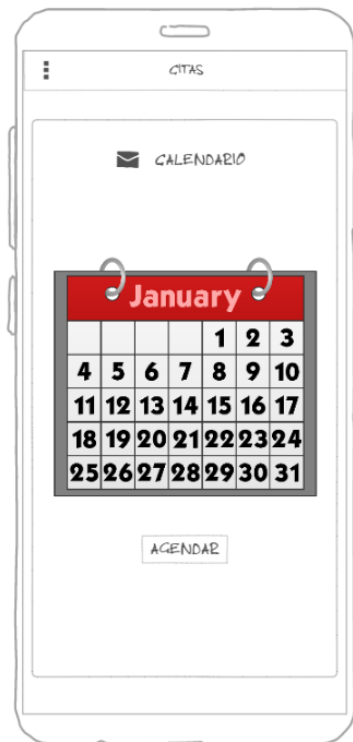 CITAS
CALENDARIO
January
1 2 3
4 5 6 7 8 9 10
11 12 13 14 15 16 17
18 19 20 21 22 23 24
25 26 27 28 29 30 31
AGENDAR